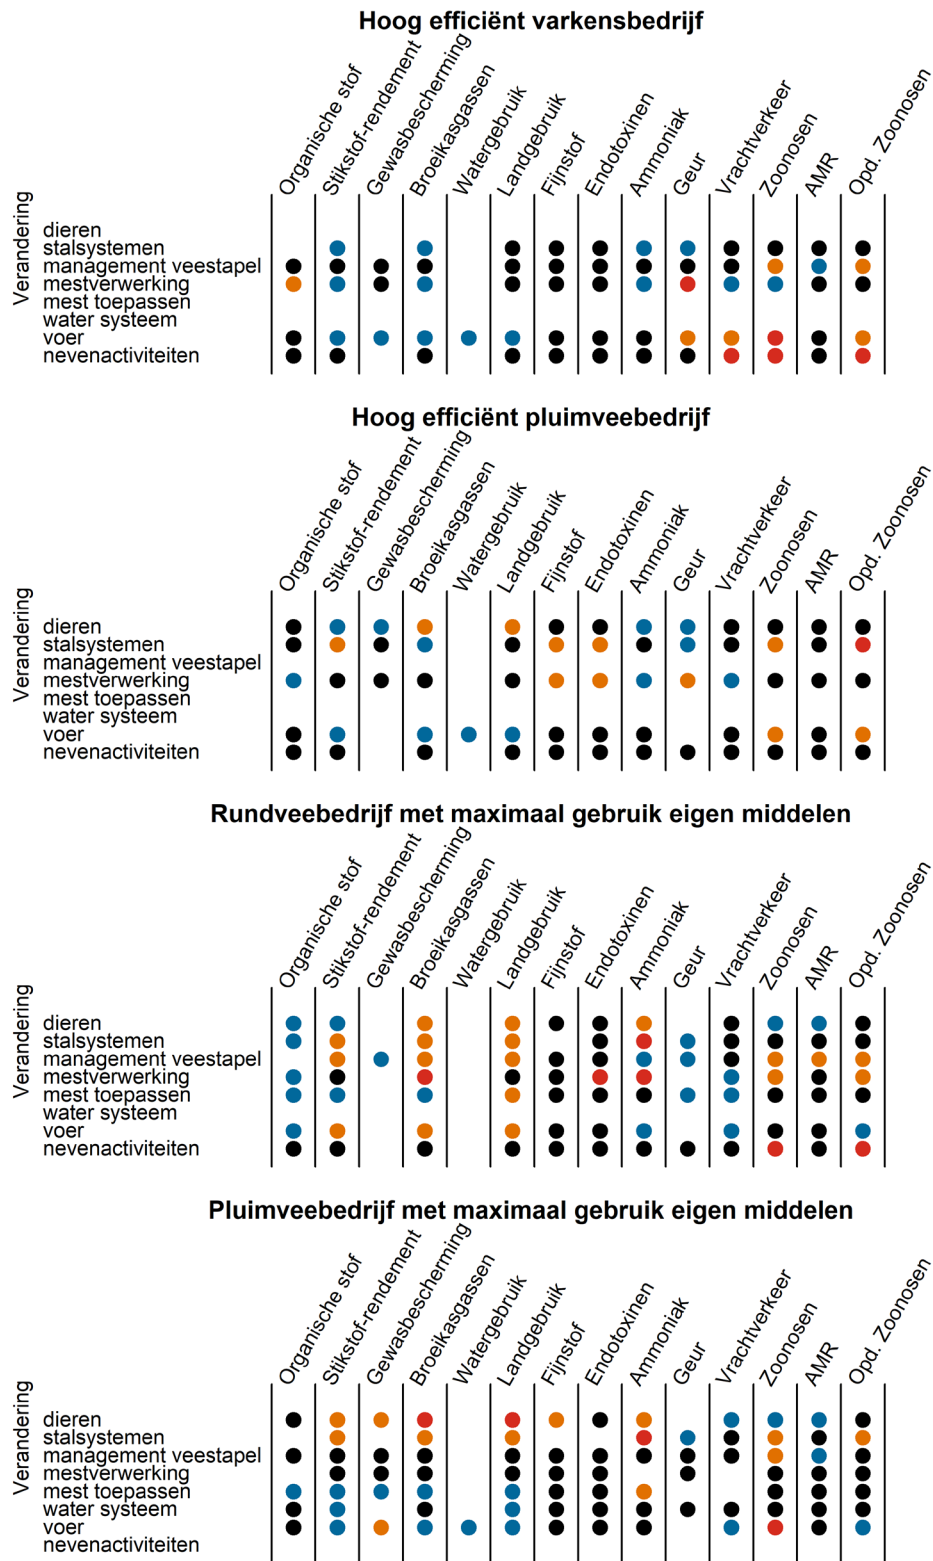 Hoog efficiënt varkensbedrijf
Organische stof
Stikstof-rendement
Gewasbescherming
Broeikasgassen
Watergebruik
Landgebruik
Fijnstof
Endotoxinen
Ammoniak
Geur
Vrachtverkeer
Zoonosen
AMR
Opd. Zoonosen
Verandering
dieren
stalsystemen
management veestapel
mestverwerking
mest toepassen
water systeem
voer
nevenactiviteiten
Hoog efficiënt pluimveebedrijf
Organische stof
Stikstof-rendement
Gewasbescherming
Broeikasgassen
Watergebruik
Landgebruik
Fijnstof
Endotoxinen
Ammoniak
Geur
Vrachtverkeer
Zoonosen
AMR
Opd. Zoonosen
Verandering
dieren
stalsystemen
management veestapel
mestverwerking
mest toepassen
water systeem
voer
nevenactiviteiten
Rundveebedrijf met maximaal gebruik eigen middelen
Organische stof
Stikstof-rendement
Gewasbescherming
Broeikasgassen
Watergebruik
Landgebruik
Fijnstof
Endotoxinen
Ammoniak
Geur
Vrachtverkeer
Zoonosen
AMR
Opd. Zoonosen
Verandering
dieren
stalsystemen
management veestapel
mestverwerking
mest toepassen
water systeem
voer
nevenactiviteiten
Pluimveebedrijf met maximaal gebruik eigen middelen
Organische stof
Stikstof-rendement
Gewasbescherming
Broeikasgassen
Watergebruik
Landgebruik
Fijnstof
Endotoxinen
Ammoniak
Geur
Vrachtverkeer
Zoonosen
AMR
Opd. Zoonosen
Verandering
dieren
stalsystemen
management veestapel
mestverwerking
mest toepassen
water systeem
voer
nevenactiviteiten